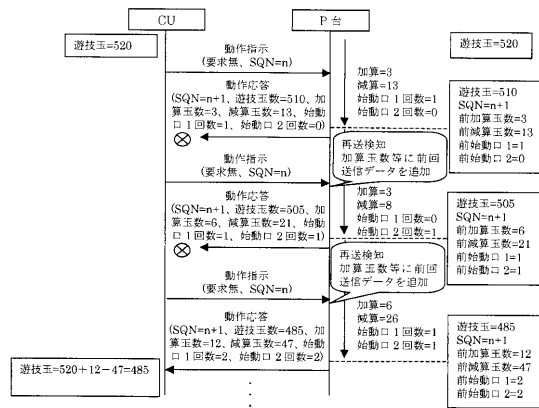 CU
P台
遊技玉=520
遊技玉=520
動作指示
(要求無、SQN=n)
加算=3
減算=13
始動口1回数=1
始動口2回数=0
動作応答
(SQN=n+1、遊技玉数=510、加
算玉数=3、減算玉数=13、始動
口1回数=1、始動口2回数=0)
遊技玉=510
SQN=n+1
前加算玉数=3
前減算玉数=13
前始動口1=1
前始動口2=0
再送検知
加算玉数等に前回
送信データを追加
動作指示
(要求無、SQN=n)
加算=3
減算=8
始動口1回数=0
始動口2回数=1
動作応答
(SQN=n+1、遊技玉数=505、加
算玉数=6、減算玉数=21、始動
口1回数=1、始動口2回数=1)
遊技玉=505
SQN=n+1
前加算玉数=6
前減算玉数=21
前始動口1=1
前始動口2=1
再送検知
加算玉数等に前回
送信データを追加
動作指示
(要求無、SQN=n)
加算=6
減算=26
始動口1回数=1
始動口2回数=1
動作応答
(SQN=n+1、遊技玉数=485、加
算玉数=12、減算玉数=47、始動
口1回数=2、始動口2回数=2)
遊技玉=485
SQN=n+1
前加算玉数=12
前減算玉数=47
前始動口1=2
前始動口2=2
遊技玉=520+12-47=485